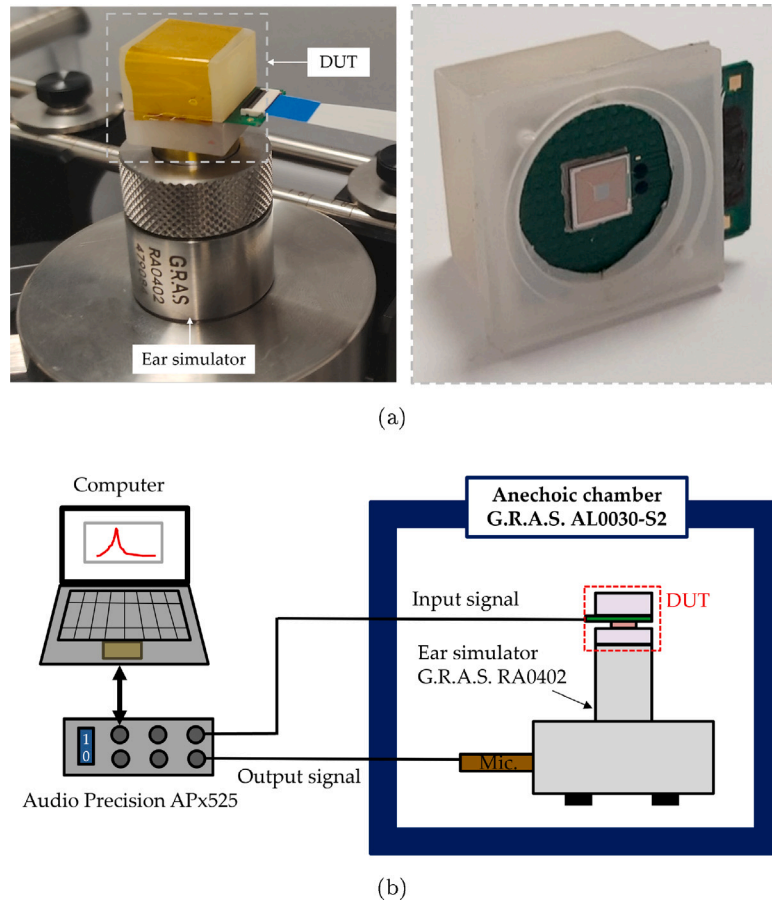 DUT
G.R.A.S
RA0402
Ear simulator
(a)
Computer
Anechoic chamber
G.R.A.S. AL0030-S2
Input signal
DUT
Ear simulator
G.R.A.S. RA0402
1
0
Mic.
Output signal
Audio Precision APx525
(b)